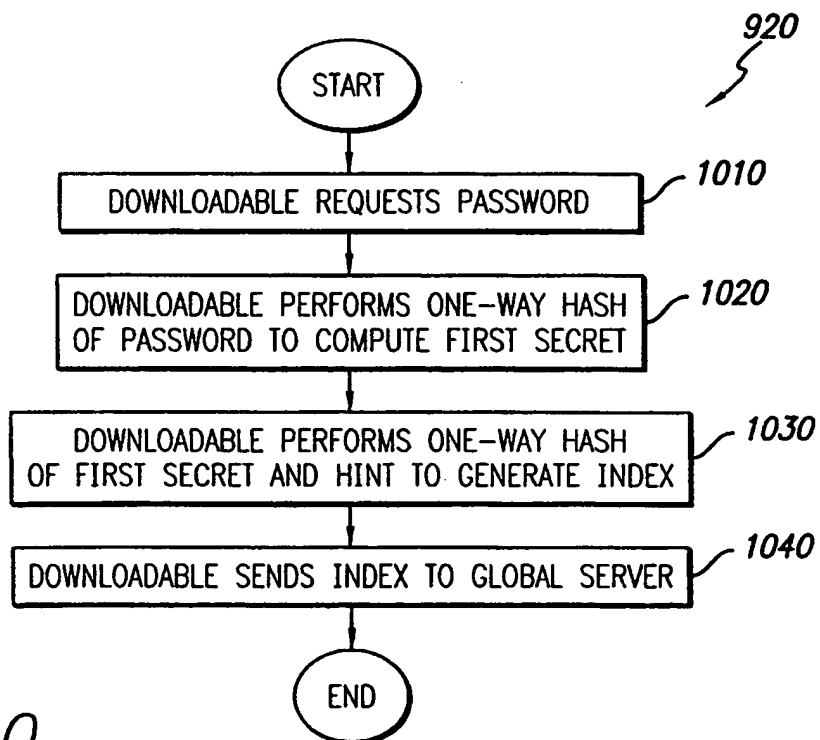 920
START
DOWNLOADABLE REQUESTS PASSWORD
1010
DOWNLOADABLE PERFORMS ONE-WAY HASH
OF PASSWORD TO COMPUTE FIRST SECRET
1020
DOWNLOADABLE PERFORMS ONE-WAY HASH
OF FIRST SECRET AND HINT TO GENERATE INDEX
1030
DOWNLOADABLE SENDS INDEX TO GLOBAL SERVER
1040
END